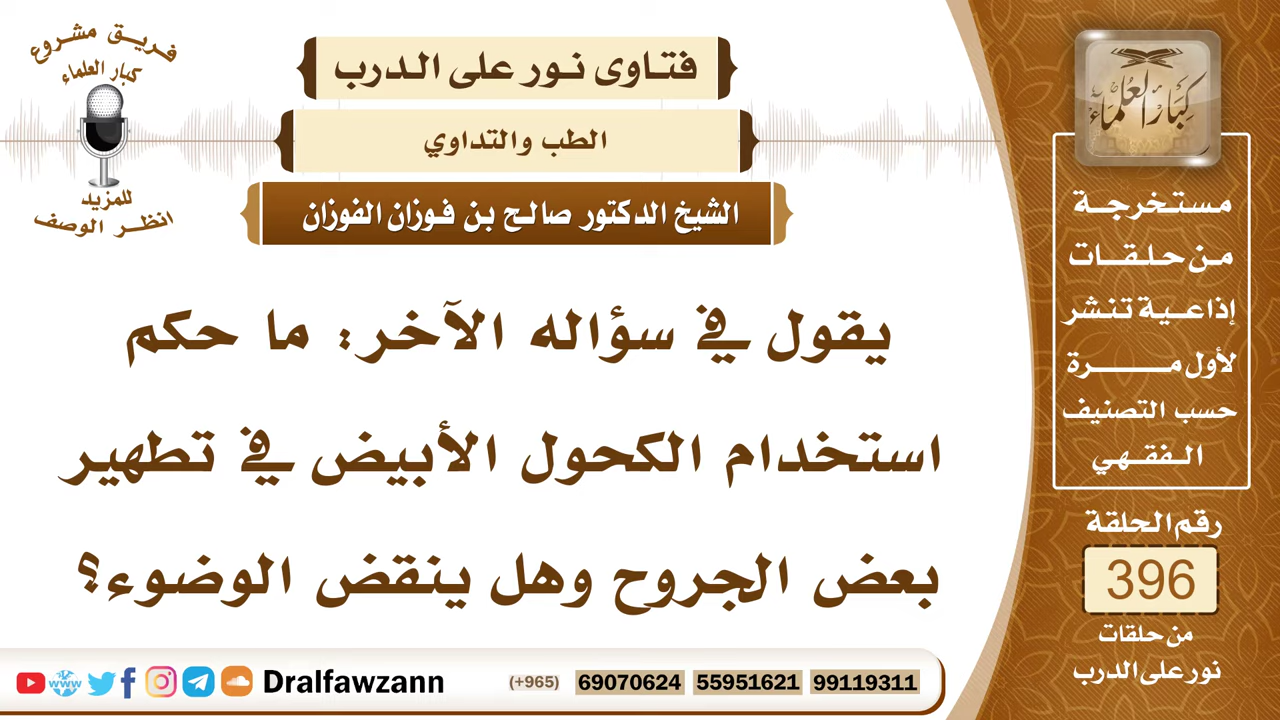 فريق مشروع
كبار العلماء
للمزيد
انظر الوصف
فتاوى نور على الدرب
الطب والتداوي
الشيخ الدكتور صالح بن فوزان الفوزان
يقول في سؤاله الآخر: ما حكم
استخدام الكحول الأبيض في تطهير
بعض الجروح وهل ينقض الوضوء؟
كبار العلماء
مستخرجة
من حلقات
إذاعية تنشر
لأول مرة
حسب التصنيف
الفقهي
رقم الحلقة
396
من حلقات
نور على الدرب
www Dralfawzann (+965) 69070624 55951621 99119311